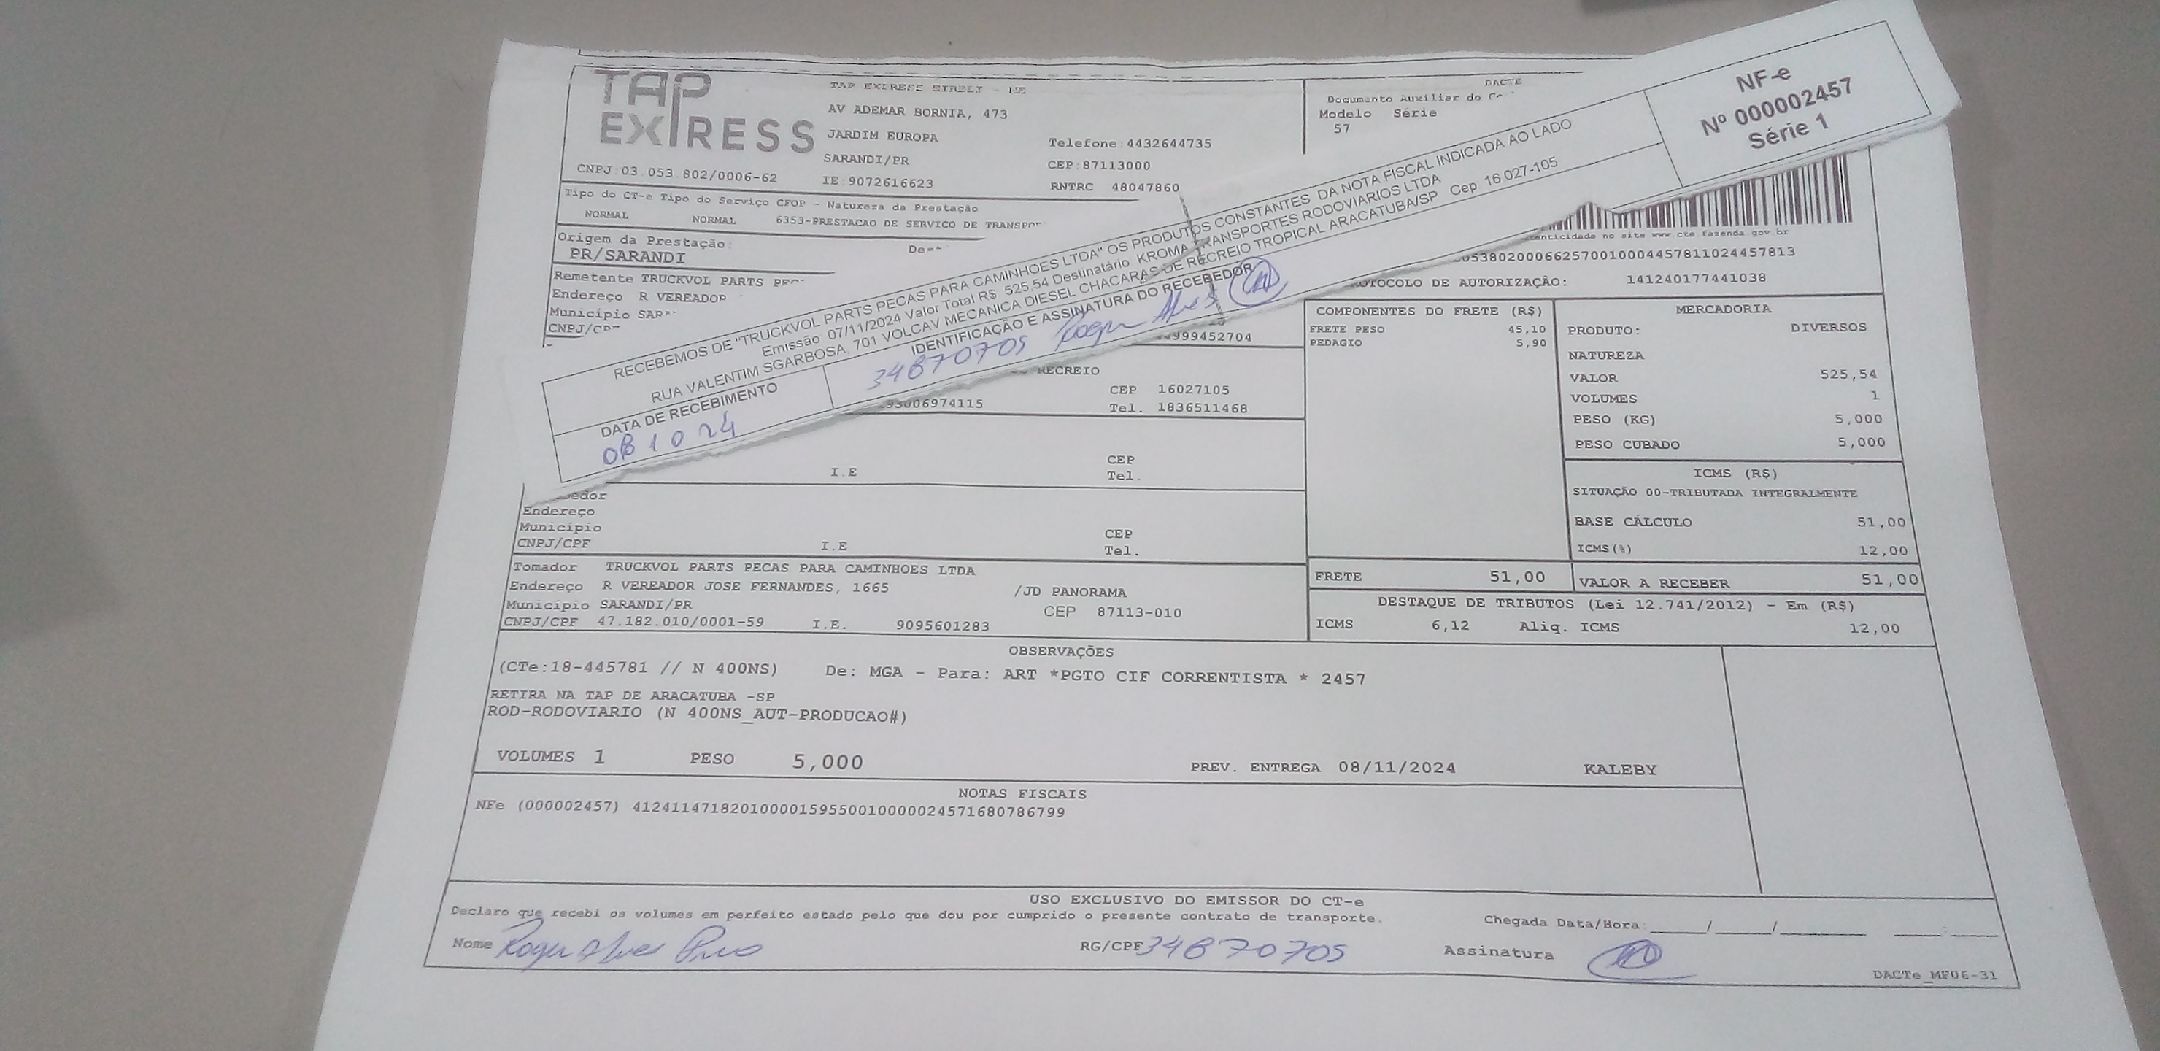 TAP EXPRESS
AV ADEMAR BORNIA, 473
JARDIM EUROPA
SARANDI/PR
Telefone:4432644735
CEP:87113000
CNPJ:03.053.802/0006-62
IE:9072616623
RNTRC 48047860
DACTE
Documento Auxiliar do
Modelo Série
57
NF-e
Nº 000002457
Série 1
Tipo do CT-e Tipo do Serviço CFOP - Natureza da Prestação
NORMAL NORMAL 6353-PRESTACAO DE SERVICO DE
Origem da Prestação:
PR/SARANDI
Remetente TRUCKVOL PARTS
Endereço R VEREADOR
Município
RECEBEMOS DE "TRUCKVOL PARTS PECAS PARA CAMINHOES LTDA" OS PRODUTOS CONSTANTES DA NOTA FISCAL INDICADA AO LADO
Emissão 07/11/2024 Valor Total R$ 525,54 Destinatário KROMA TRANSPORTES RODOVIARIOS LTDA
RUA VALENTIM SGARBOSA, 701 VOLCAV MECANICA DIESEL CHACARAS DE RECREIO TROPICAL ARACATUBA/SP Cep 16.027-105
DATA DE RECEBIMENTO
IDENTIFICAÇÃO E ASSINATURA DO RECEBEDOR
34870705
www.cte.fazenda.gov.br
PROTOCOLO DE AUTORIZAÇÃO: 141240177441038
RECREIO
CEP 16027105
Tel. 1836511468
I.E
CEP
Tel.
Endereço
Município
CNPJ/CPF I.E
CEP
Tel.
Tomador TRUCKVOL PARTS PECAS PARA CAMINHOES LTDA
Endereço R VEREADOR JOSE FERNANDES, 1665 /JD PANORAMA
Município SARANDI/PR CEP 87113-010
CNPJ/CPF 47.182.010/0001-59 I.E. 9095601283
COMPONENTES DO FRETE (R$)
FRETE PESO 45,10
PEDAGIO 5,90
MERCADORIA
PRODUTO: DIVERSOS
NATUREZA
VALOR 525,54
VOLUMES 1
PESO (KG) 5,000
PESO CUBADO 5,000
ICMS (R$)
SITUAÇÃO 00-TRIBUTADA INTEGRALMENTE
BASE CÁLCULO 51,00
ICMS(%) 12,00
FRETE 51,00 VALOR A RECEBER 51,00
DESTAQUE DE TRIBUTOS (Lei 12.741/2012) - Em (R$)
ICMS 6,12 Aliq. ICMS 12,00
OBSERVAÇÕES
(CTe:18-445781 // N 400NS) De: MGA - Para: ART *PGTO CIF CORRENTISTA * 2457
RETIRA NA TAP DE ARACATUBA -SP
ROD-RODOVIARIO (N 400NS_AUT-PRODUCAO#)
VOLUMES 1 PESO 5,000 PREV. ENTREGA 08/11/2024 KALEBY
NOTAS FISCAIS
NFe (000002457) 41241147182010000159550010000024571680786799
USO EXCLUSIVO DO EMISSOR DO CT-e
Declaro que recebi os volumes em perfeito estado pelo que dou por cumprido o presente contrato de transporte.
Chegada Data/Hora:____/____/____
Nome
RG/CPF 34870705 Assinatura
DACTe_MF06-31